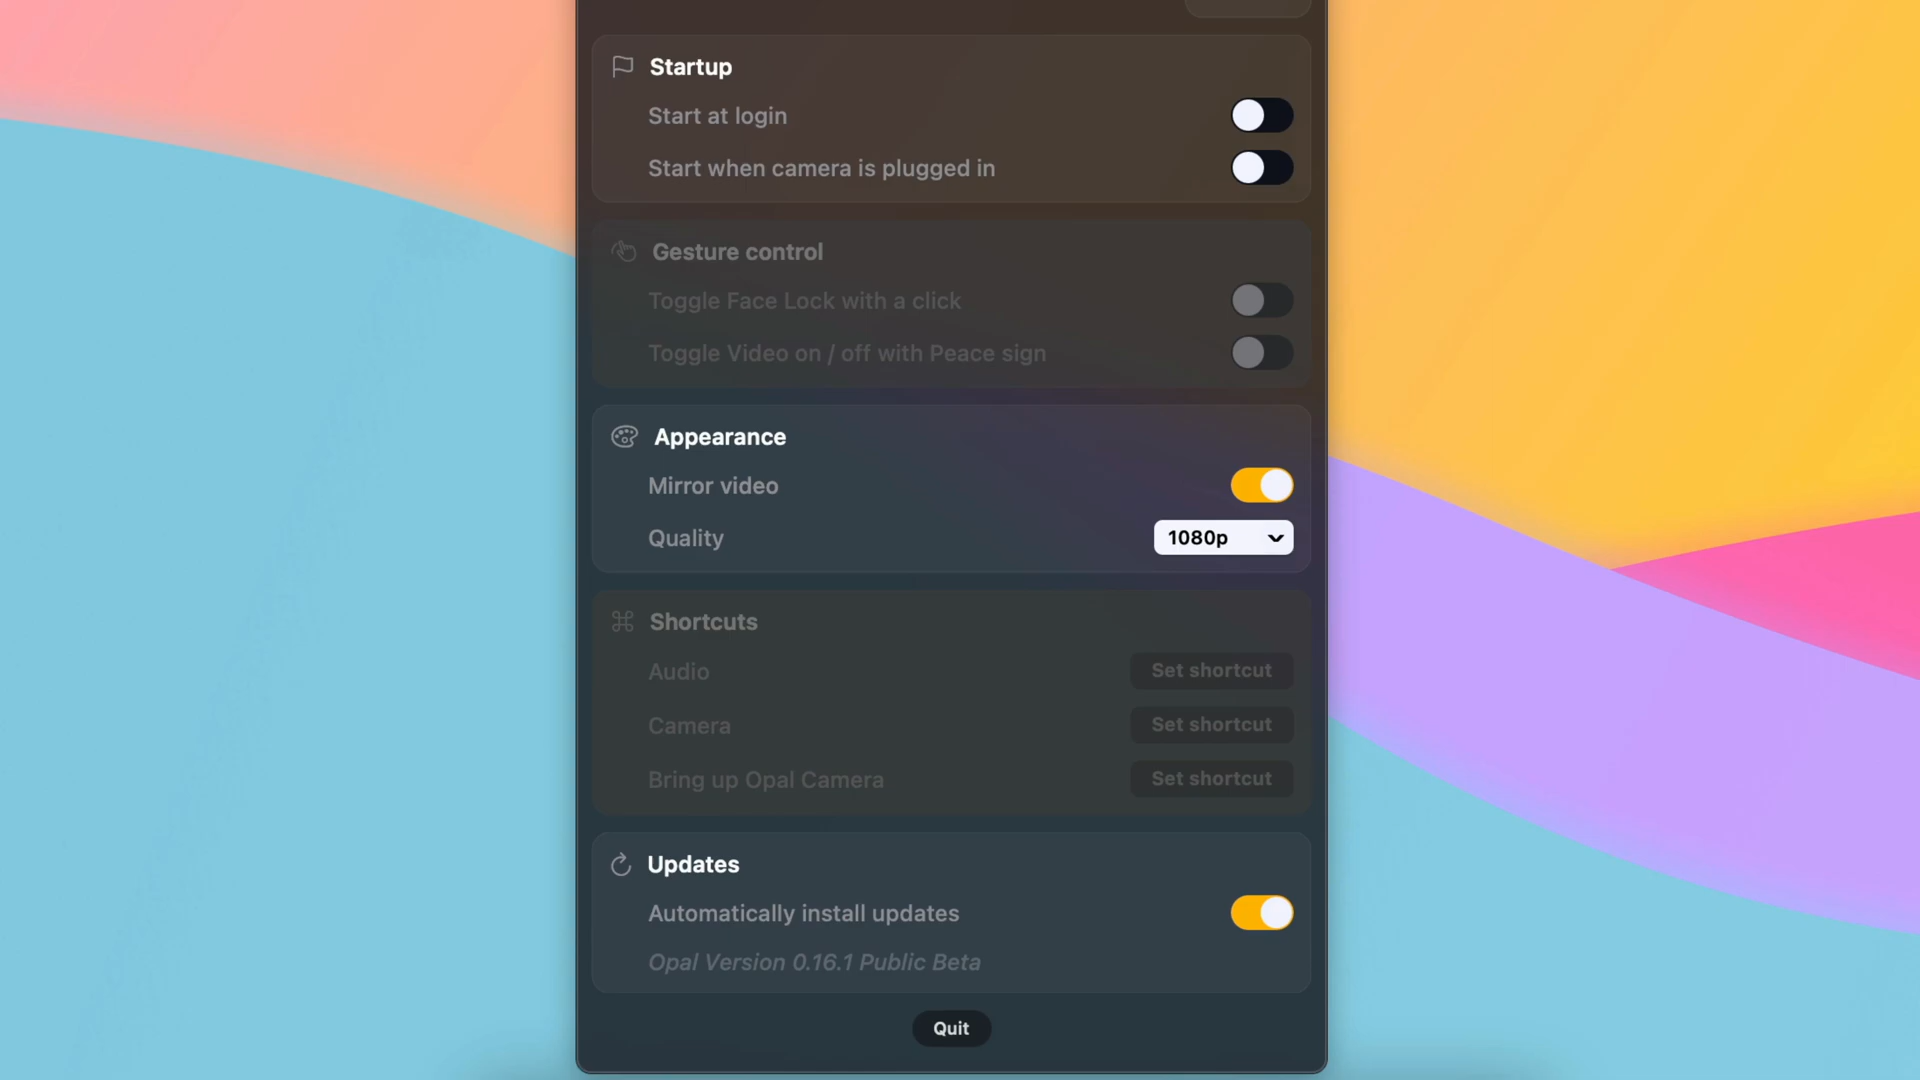 Startup
Start at login
Start when camera is plugged in
Gesture control
Toggle Face Lock with a click
Toggle Video on / off with Peace sign
Appearance
Mirror video
Quality 1080p
Shortcuts
Audio Set shortcut
Camera Set shortcut
Bring up Opal Camera Set shortcut
Updates
Automatically install updates
Opal Version 0.16.1 Public Beta
Quit